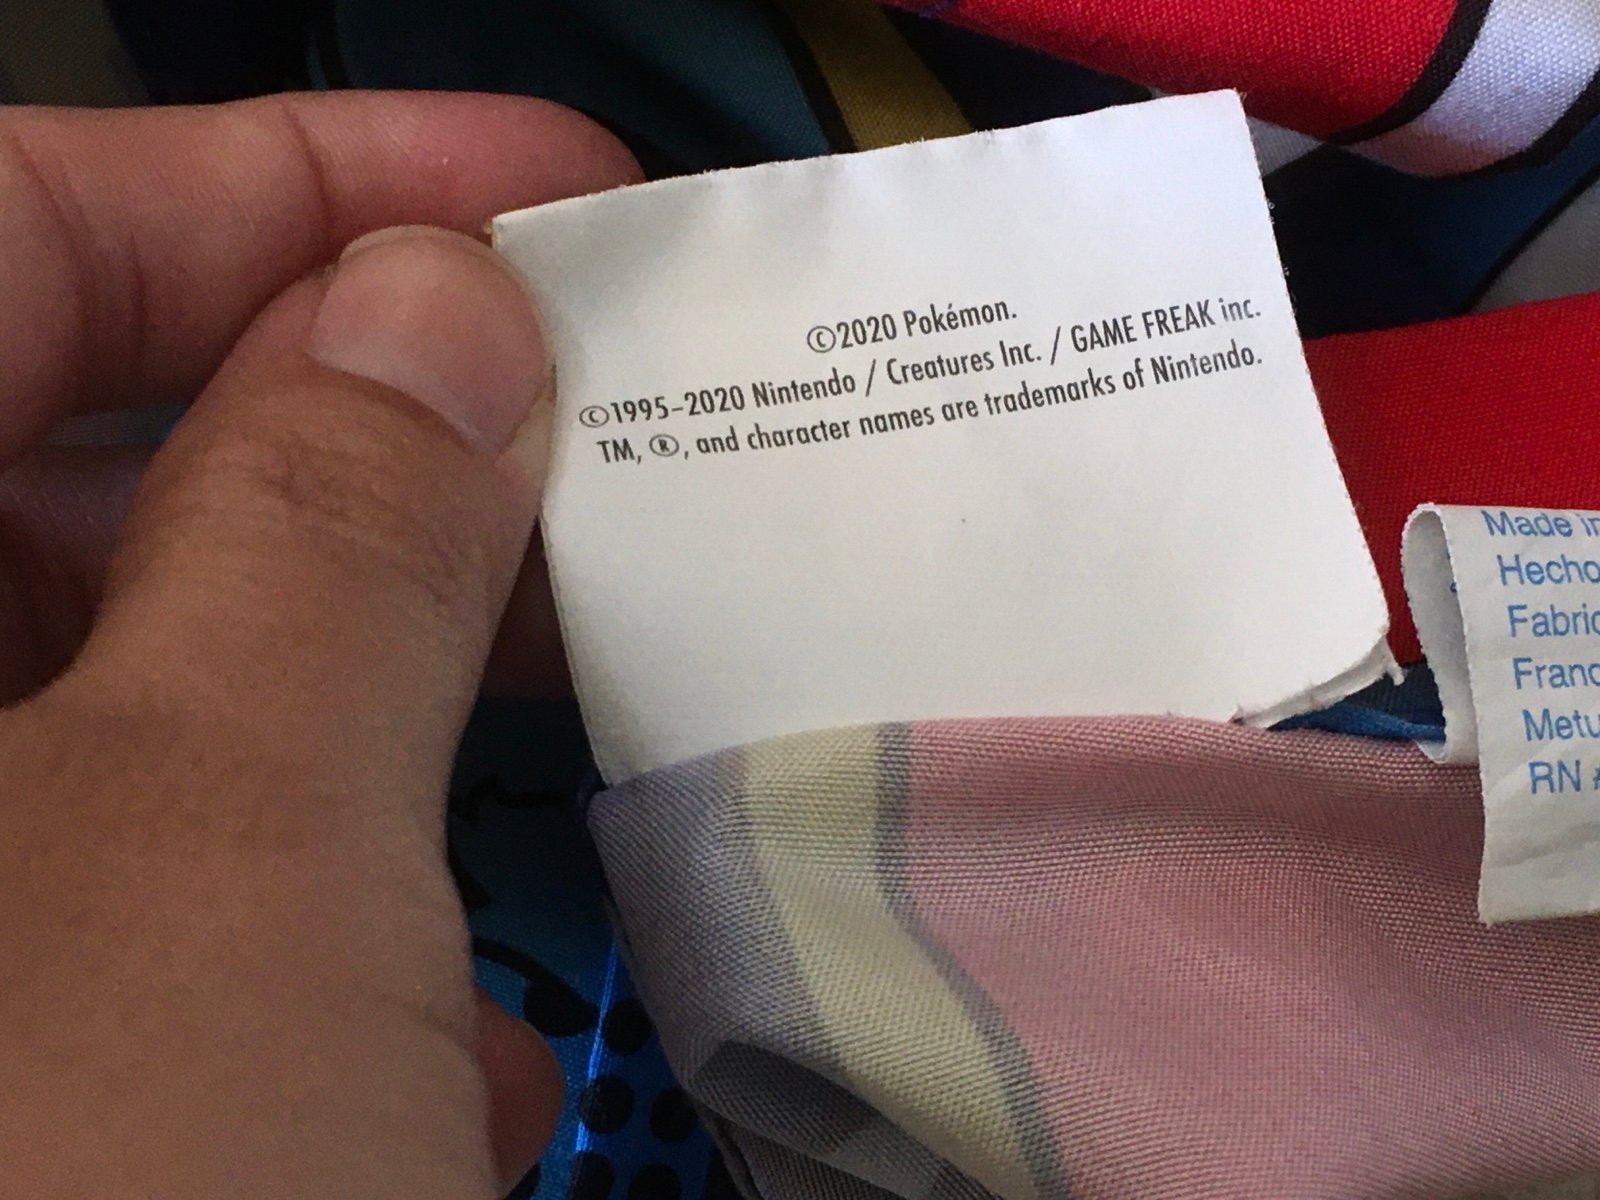 ©2020 Pokémon.
©1995-2020 Nintendo / Creatures Inc. / GAME FREAK inc.
TM, ®, and character names are trademarks of Nintendo.
Made in
Hecho
Fabric
Franc
Metu
RN #